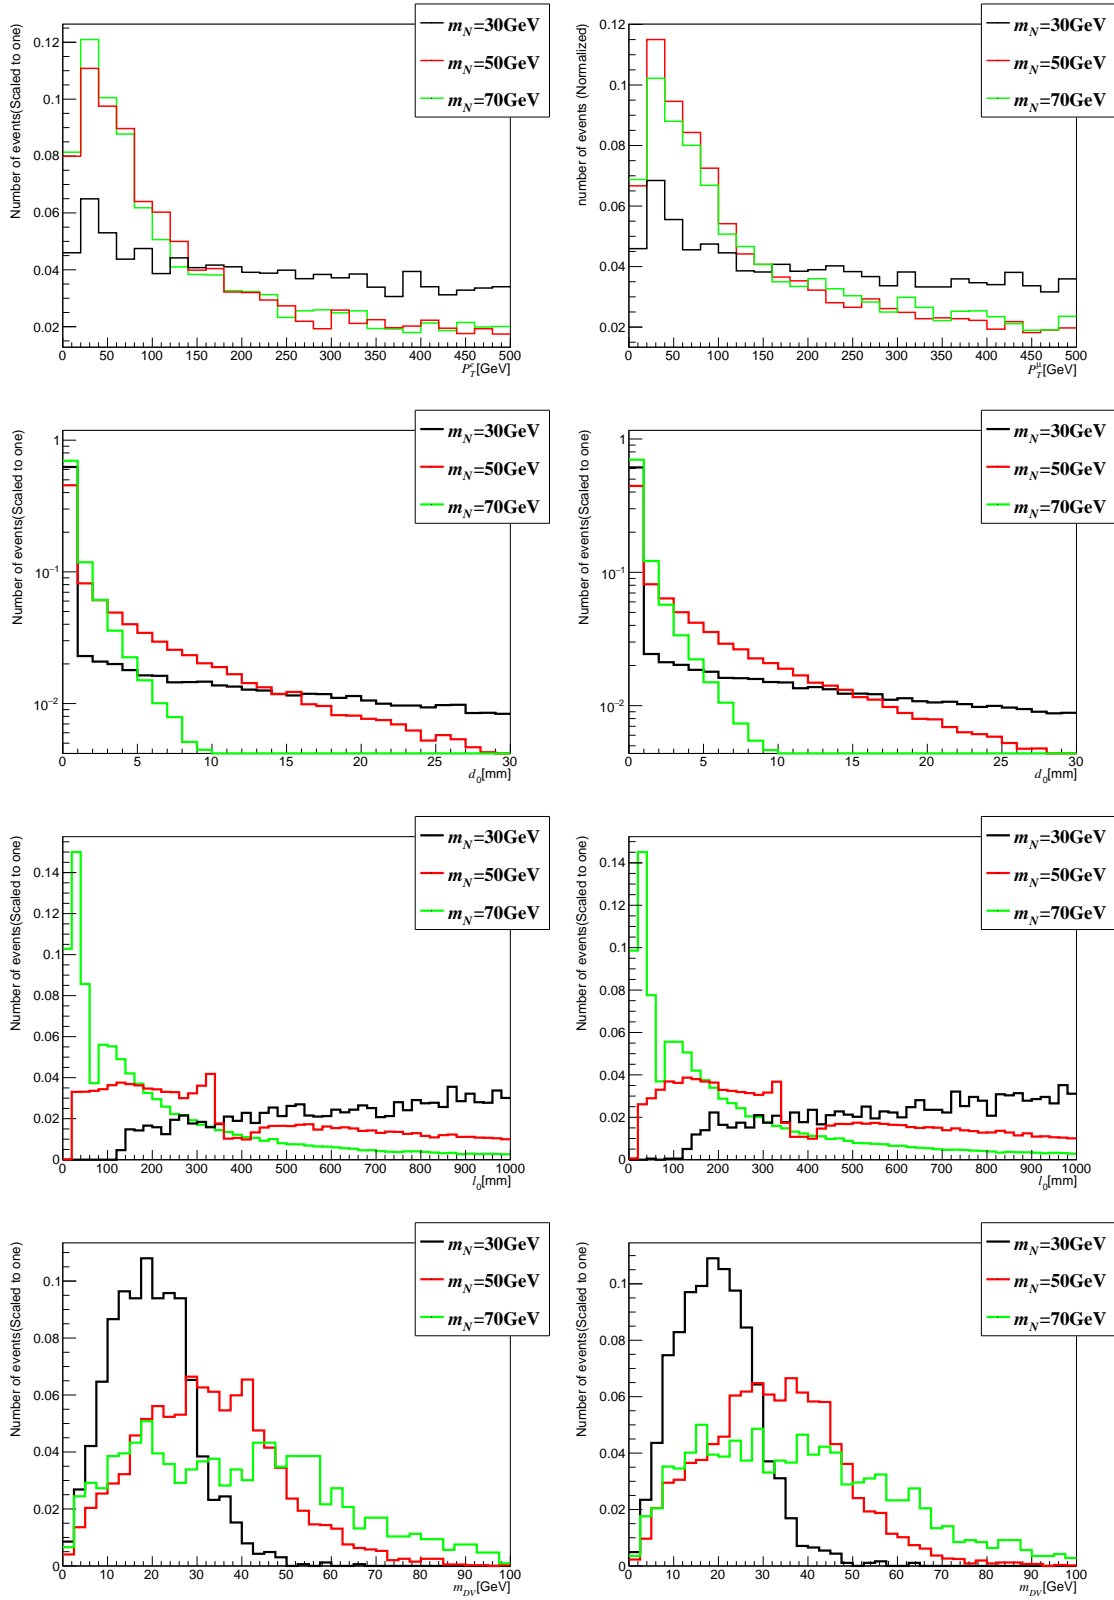 m_N=30GeV
m_N=50GeV
m_N=70GeV
Number of events(Scaled to one)
0.12
0.1
0.08
0.06
0.04
0.02
0 50 100 150 200 250 300 350 400 450 500
P_T^e[GeV]
m_N=30GeV
m_N=50GeV
m_N=70GeV
number of events (Normalized)
0.12
0.1
0.08
0.06
0.04
0.02
0 50 100 150 200 250 300 350 400 450 500
P_T^μ[GeV]
m_N=30GeV
m_N=50GeV
m_N=70GeV
Number of events(Scaled to one)
1
10^−1
10^−2
0 5 10 15 20 25 30
d_0[mm]
m_N=30GeV
m_N=50GeV
m_N=70GeV
Number of events(Scaled to one)
1
10^−1
10^−2
0 5 10 15 20 25 30
d_0[mm]
m_N=30GeV
m_N=50GeV
m_N=70GeV
Number of events(Scaled to one)
0.14
0.12
0.1
0.08
0.06
0.04
0.02
0
0 100 200 300 400 500 600 700 800 900 1000
l_0[mm]
m_N=30GeV
m_N=50GeV
m_N=70GeV
Number of events(Scaled to one)
0.14
0.12
0.1
0.08
0.06
0.04
0.02
0
0 100 200 300 400 500 600 700 800 900 1000
l_0[mm]
m_N=30GeV
m_N=50GeV
m_N=70GeV
Number of events(Scaled to one)
0.1
0.08
0.06
0.04
0.02
0
0 10 20 30 40 50 60 70 80 90 100
m_DV[GeV]
m_N=30GeV
m_N=50GeV
m_N=70GeV
Number of events(Scaled to one)
0.1
0.08
0.06
0.04
0.02
0
0 10 20 30 40 50 60 70 80 90 100
m_DV[GeV]